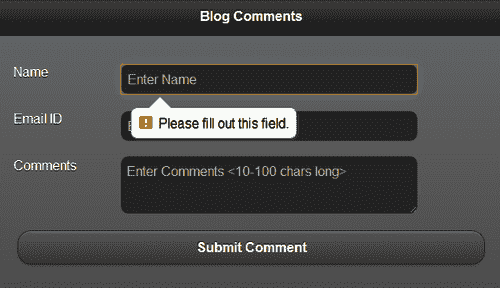 Blog Comments
Name
Enter Name
Please fill out this field.
Email ID
Comments
Enter Comments <10-100 chars long>
Submit Comment